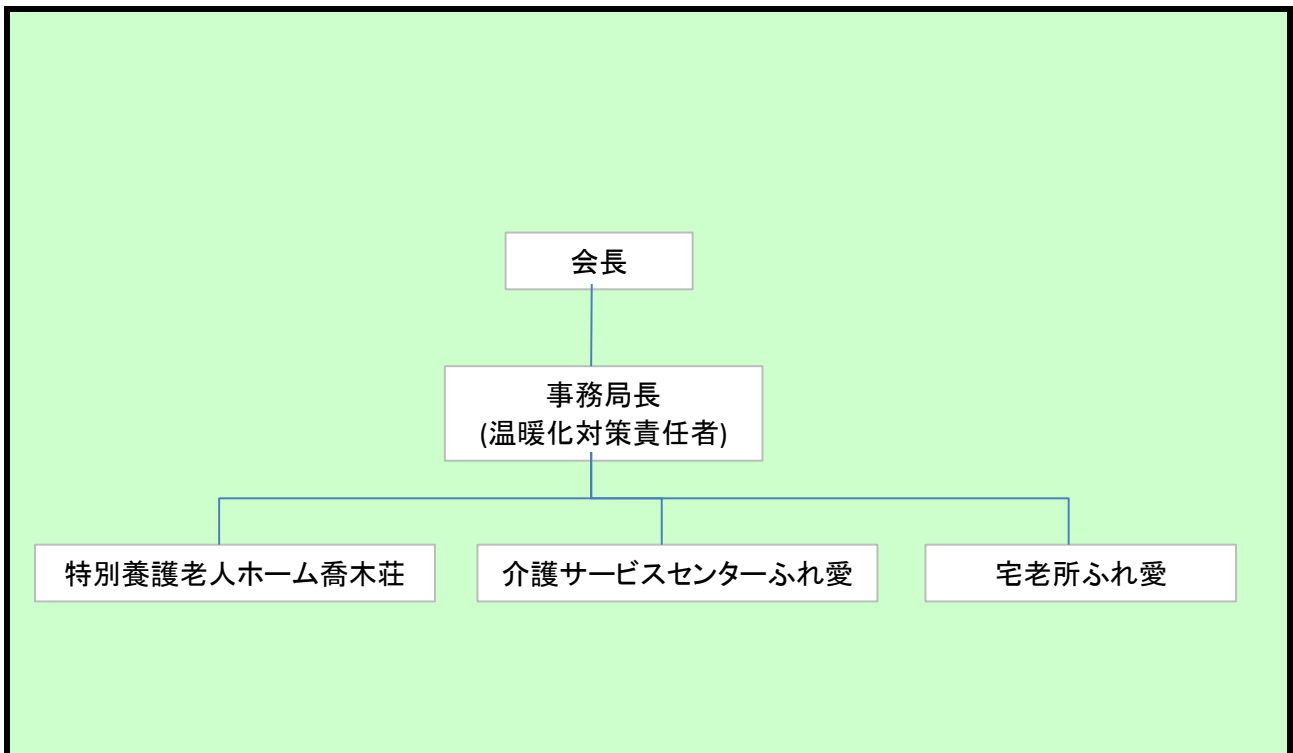 会長
事務局長
(温暖化対策責任者)
特別養護老人ホーム喬木荘
介護サービスセンターふれ愛
宅老所ふれ愛